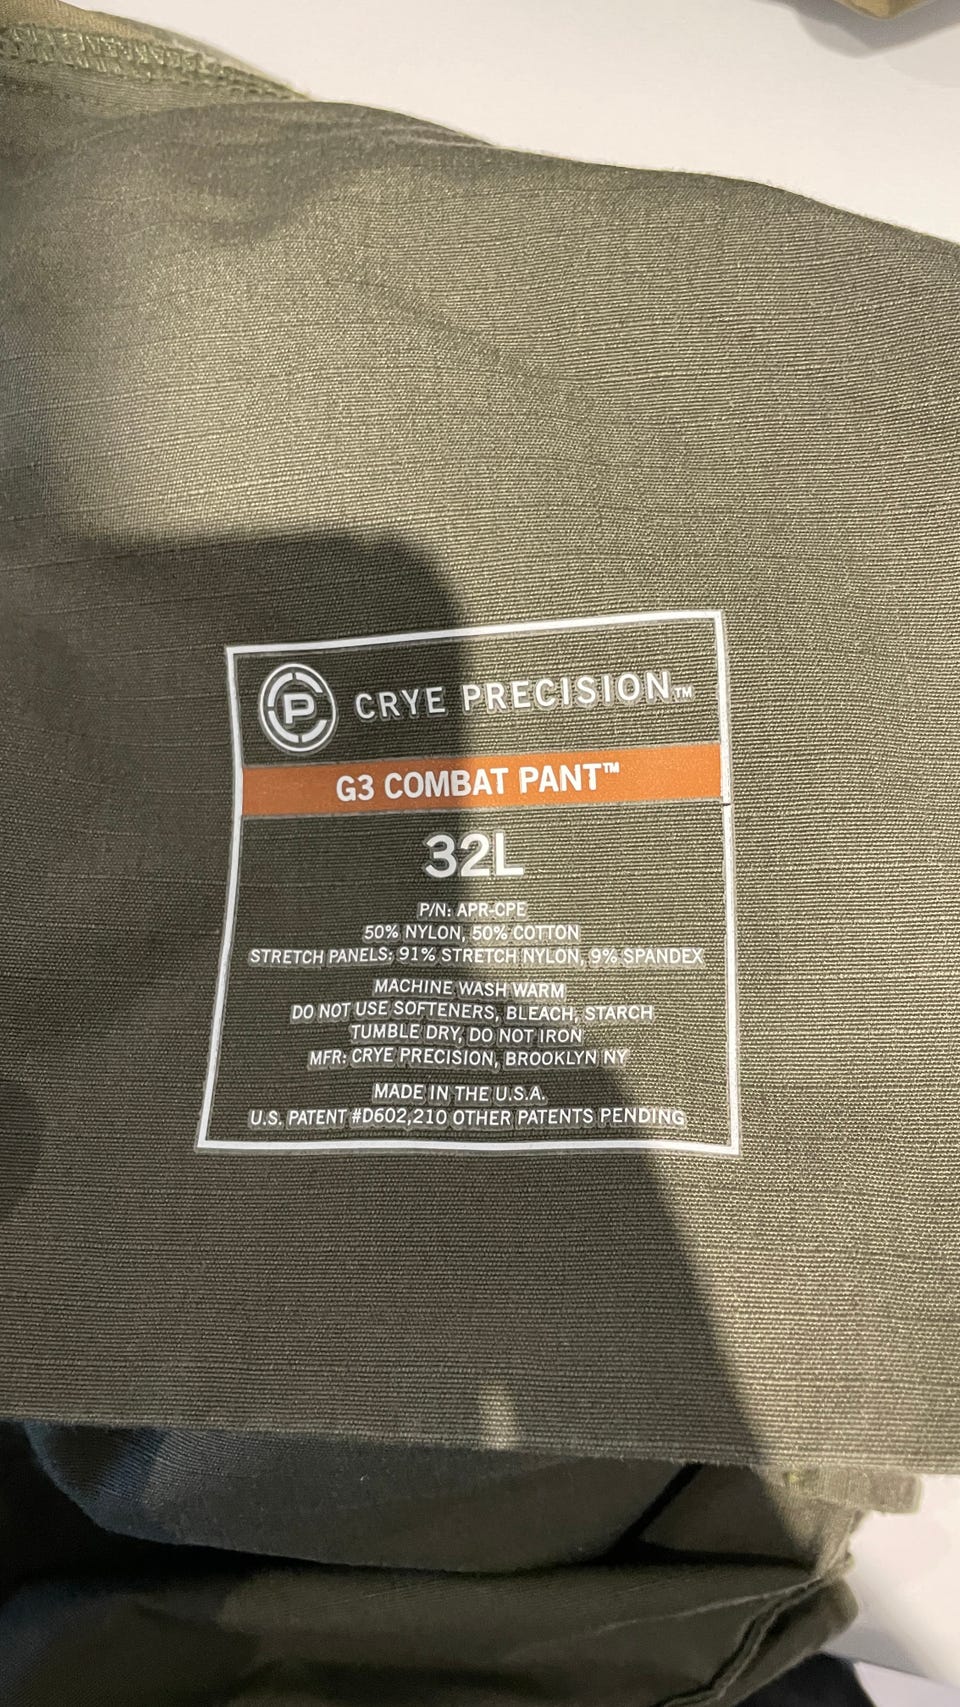 CP CRYE PRECISION™
G3 COMBAT PANT™
32L
P/N: APR-CPE
50% NYLON, 50% COTTON
STRETCH PANELS: 91% STRETCH NYLON, 9% SPANDEX
MACHINE WASH WARM
DO NOT USE SOFTENERS, BLEACH, STARCH
TUMBLE DRY, DO NOT IRON
MFR: CRYE PRECISION, BROOKLYN NY
MADE IN THE U.S.A.
U.S. PATENT #D602,210 OTHER PATENTS PENDING